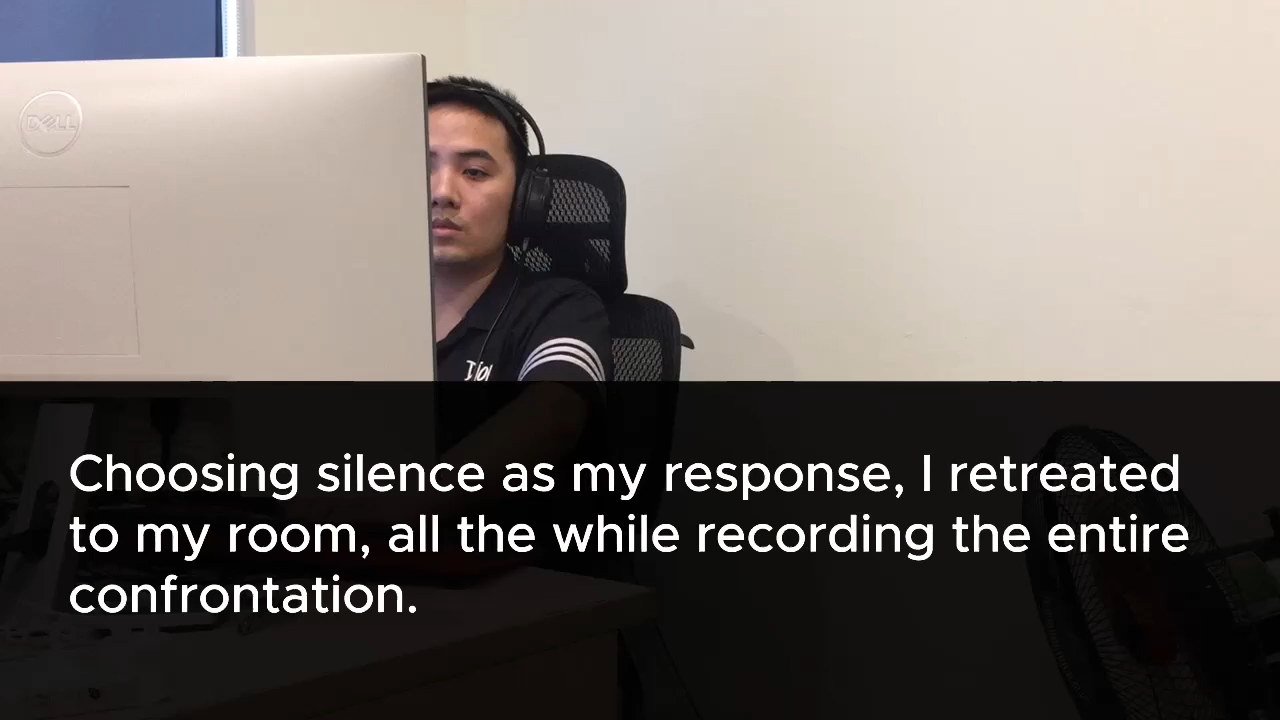 DELL
Choosing silence as my response, I retreated
to my room, all the while recording the entire
confrontation.